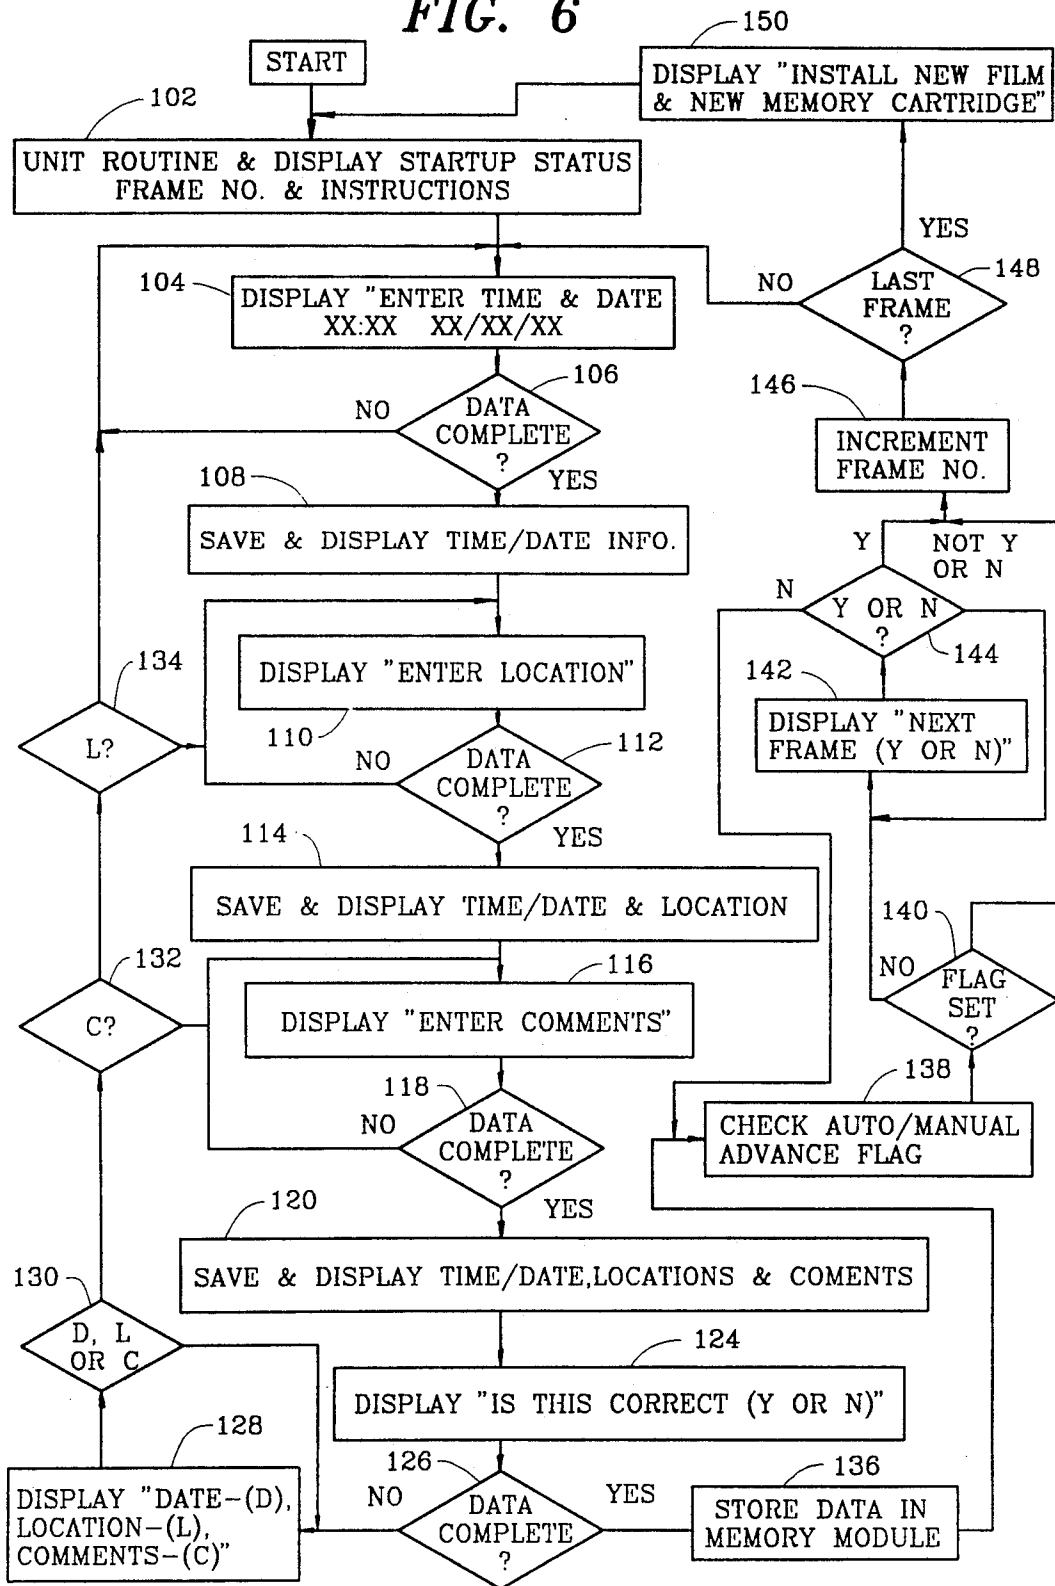 FIG. 6
START
150
DISPLAY "INSTALL NEW FILM
& NEW MEMORY CARTRIDGE"
102
UNIT ROUTINE & DISPLAY STARTUP STATUS
FRAME NO. & INSTRUCTIONS
YES
104
DISPLAY "ENTER TIME & DATE
XX:XX XX/XX/XX
NO
LAST
FRAME
?
148
106
NO
DATA
COMPLETE
?
YES
146
INCREMENT
FRAME NO.
108
SAVE & DISPLAY TIME/DATE INFO.
Y
NOT Y
OR N
N
Y OR N
?
144
134
L?
DISPLAY "ENTER LOCATION"
110
142
DISPLAY "NEXT
FRAME (Y OR N)"
112
NO
DATA
COMPLETE
?
YES
114
SAVE & DISPLAY TIME/DATE & LOCATION
140
NO
FLAG
SET
?
132
C?
116
DISPLAY "ENTER COMMENTS"
118
NO
DATA
COMPLETE
?
YES
138
CHECK AUTO/MANUAL
ADVANCE FLAG
120
SAVE & DISPLAY TIME/DATE,LOCATIONS & COMENTS
130
D, L
OR C
124
DISPLAY "IS THIS CORRECT (Y OR N)"
128
DISPLAY "DATE-(D),
LOCATION-(L),
COMMENTS-(C)"
126
NO
DATA
COMPLETE
?
YES
136
STORE DATA IN
MEMORY MODULE